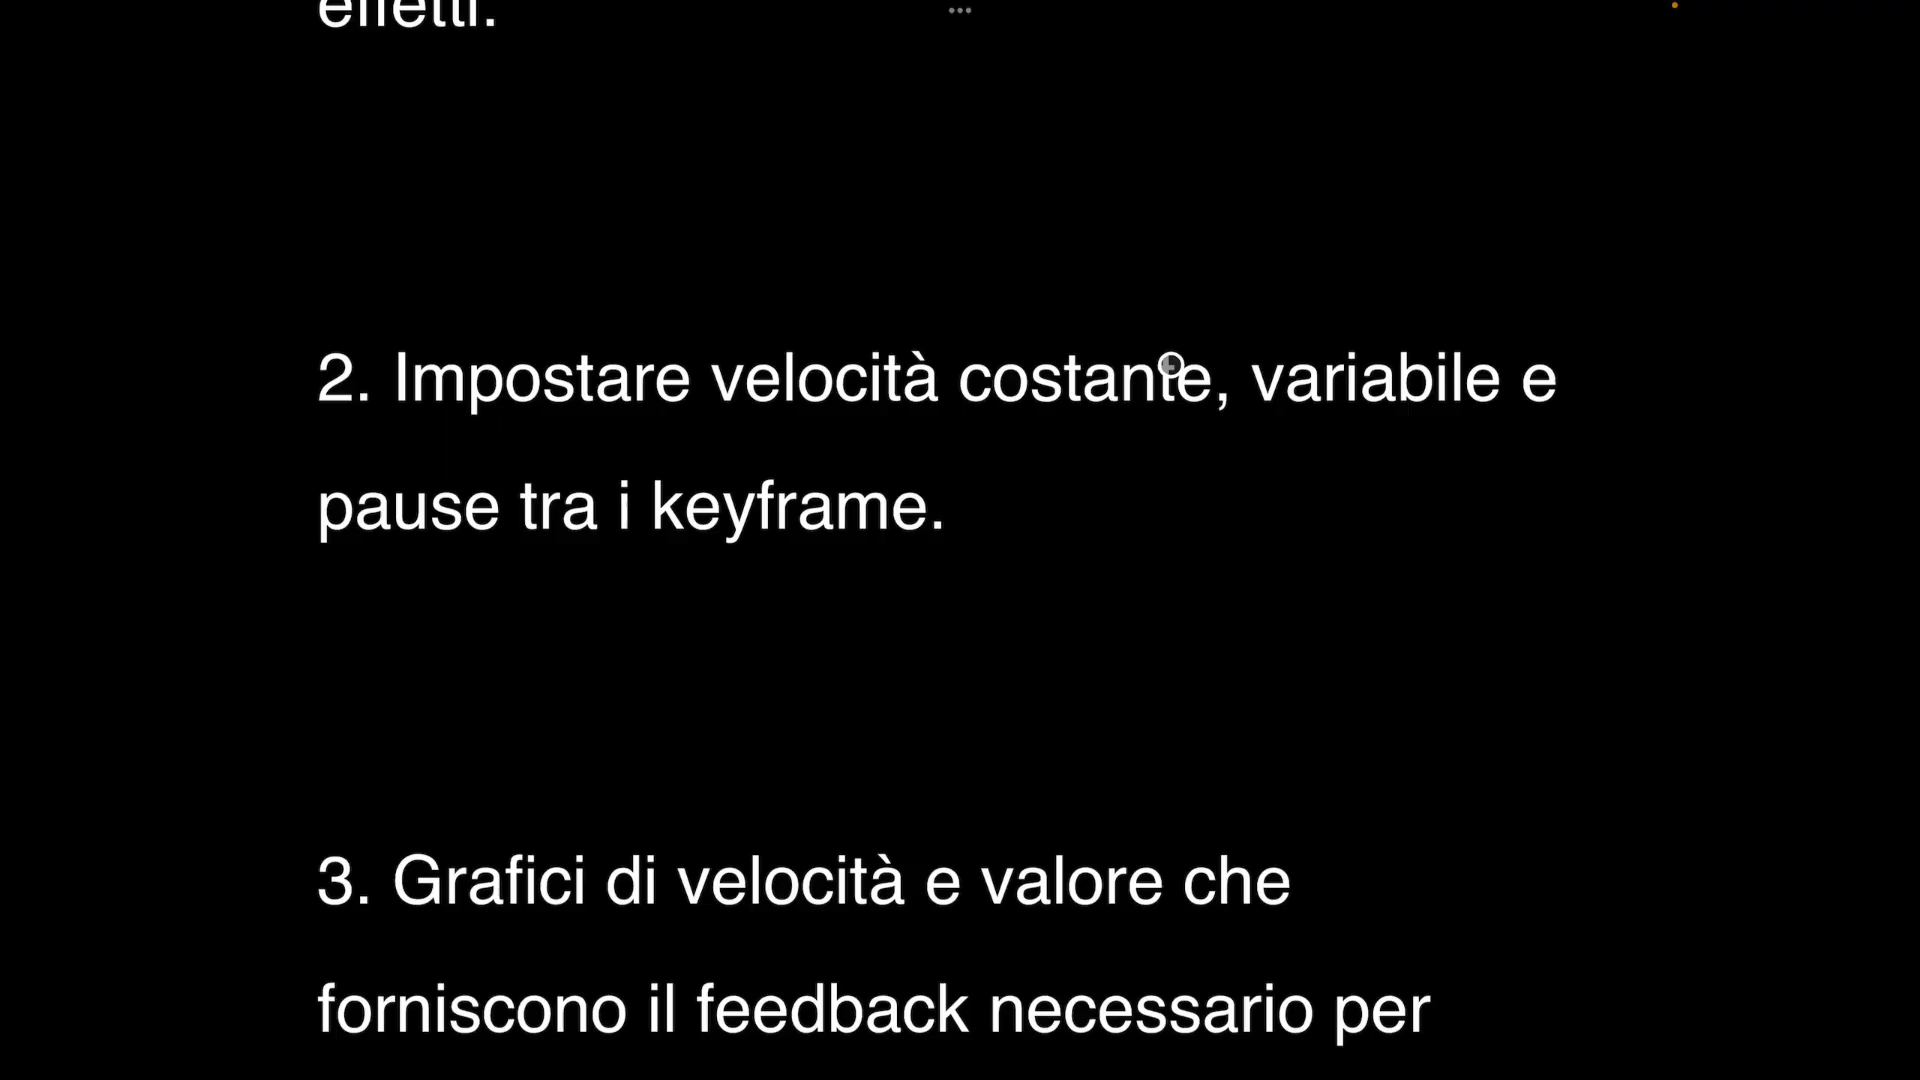 effetti.
2. Impostare velocità costante, variabile e
pause tra i keyframe.
3. Grafici di velocità e valore che
forniscono il feedback necessario per